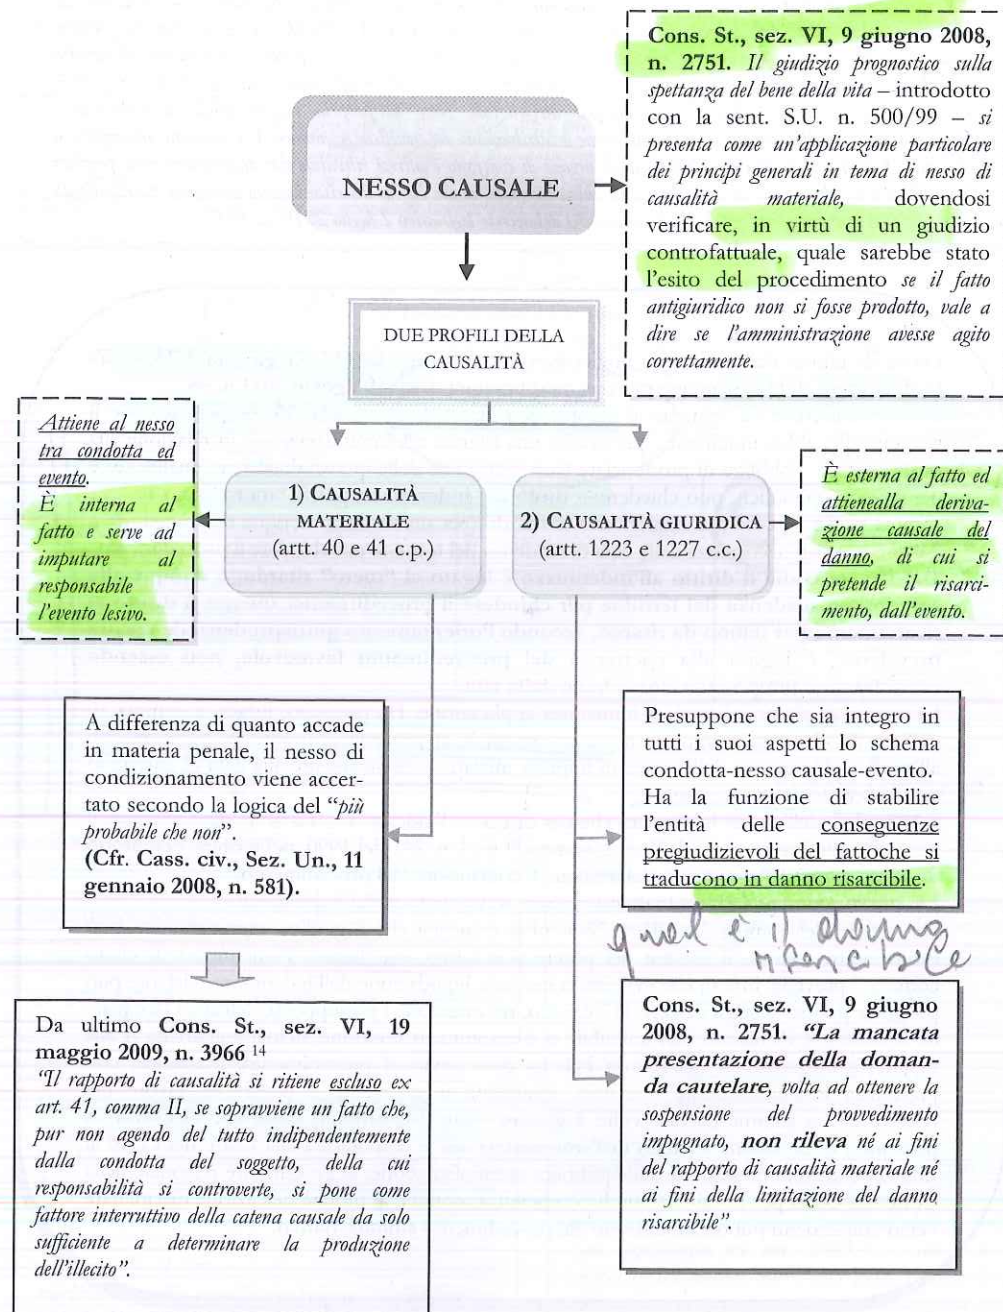 NESSO CAUSALE
Cons. St., sez. VI, 9 giugno 2008,
n. 2751. Il giudizio prognostico sulla
spettanza del bene della vita – introdotto
con la sent. S.U. n. 500/99 – si
presenta come un'applicazione particolare
dei principi generali in tema di nesso di
causalità materiale, dovendosi
verificare, in virtù di un giudizio
controfattuale, quale sarebbe stato
l'esito del procedimento se il fatto
antigiuridico non si fosse prodotto, vale a
dire se l'amministrazione avesse agito
correttamente.
DUE PROFILI DELLA
CAUSALITÀ
Attiene al nesso
tra condotta ed
evento.
È interna al
fatto e serve ad
imputare al
responsabile
l'evento lesivo.
1) CAUSALITÀ
MATERIALE
(artt. 40 e 41 c.p.)
2) CAUSALITÀ GIURIDICA
(artt. 1223 e 1227 c.c.)
È esterna al fatto ed
attienealla deriva-
zione causale del
danno, di cui si
pretende il risarci-
mento, dall'evento.
A differenza di quanto accade
in materia penale, il nesso di
condizionamento viene accer-
tato secondo la logica del "più
probabile che non".
(Cfr. Cass. civ., Sez. Un., 11
gennaio 2008, n. 581).
Presuppone che sia integro in
tutti i suoi aspetti lo schema
condotta-nesso causale-evento.
Ha la funzione di stabilire
l'entità delle conseguenze
pregiudizievoli del fattoche si
traducono in danno risarcibile.
qual è il danno
risarcibile
Da ultimo Cons. St., sez. VI, 19
maggio 2009, n. 3966 14
"Il rapporto di causalità si ritiene escluso ex
art. 41, comma II, se sopravviene un fatto che,
pur non agendo del tutto indipendentemente
dalla condotta del soggetto, della cui
responsabilità si controverte, si pone come
fattore interruttivo della catena causale da solo
sufficiente a determinare la produzione
dell'illecito".
Cons. St., sez. VI, 9 giugno
2008, n. 2751. "La mancata
presentazione della doman-
da cautelare, volta ad ottenere la
sospensione del provvedimento
impugnato, non rileva né ai fini
del rapporto di causalità materiale né
ai fini della limitazione del danno
risarcibile".